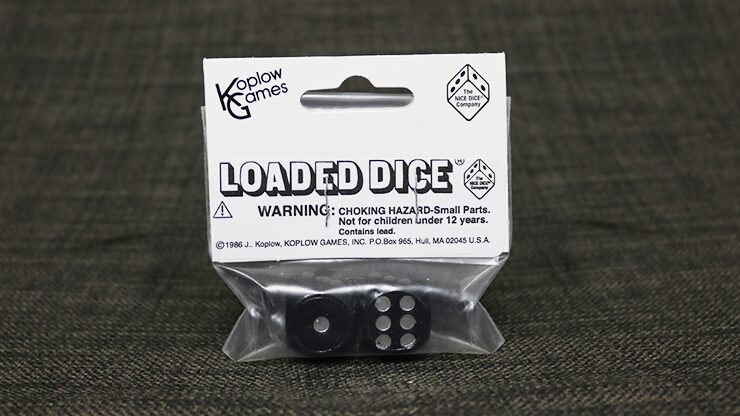 Koplow
Games
The
NICE DICE
Company
LOADED DICE®
The
NICE DICE
Company
WARNING: CHOKING HAZARD-Small Parts.
Not for children under 12 years.
Contains lead.
©1986 J.. Koplow, KOPLOW GAMES, INC. P.O.Box 965, Hull, MA 02045 U.S.A.